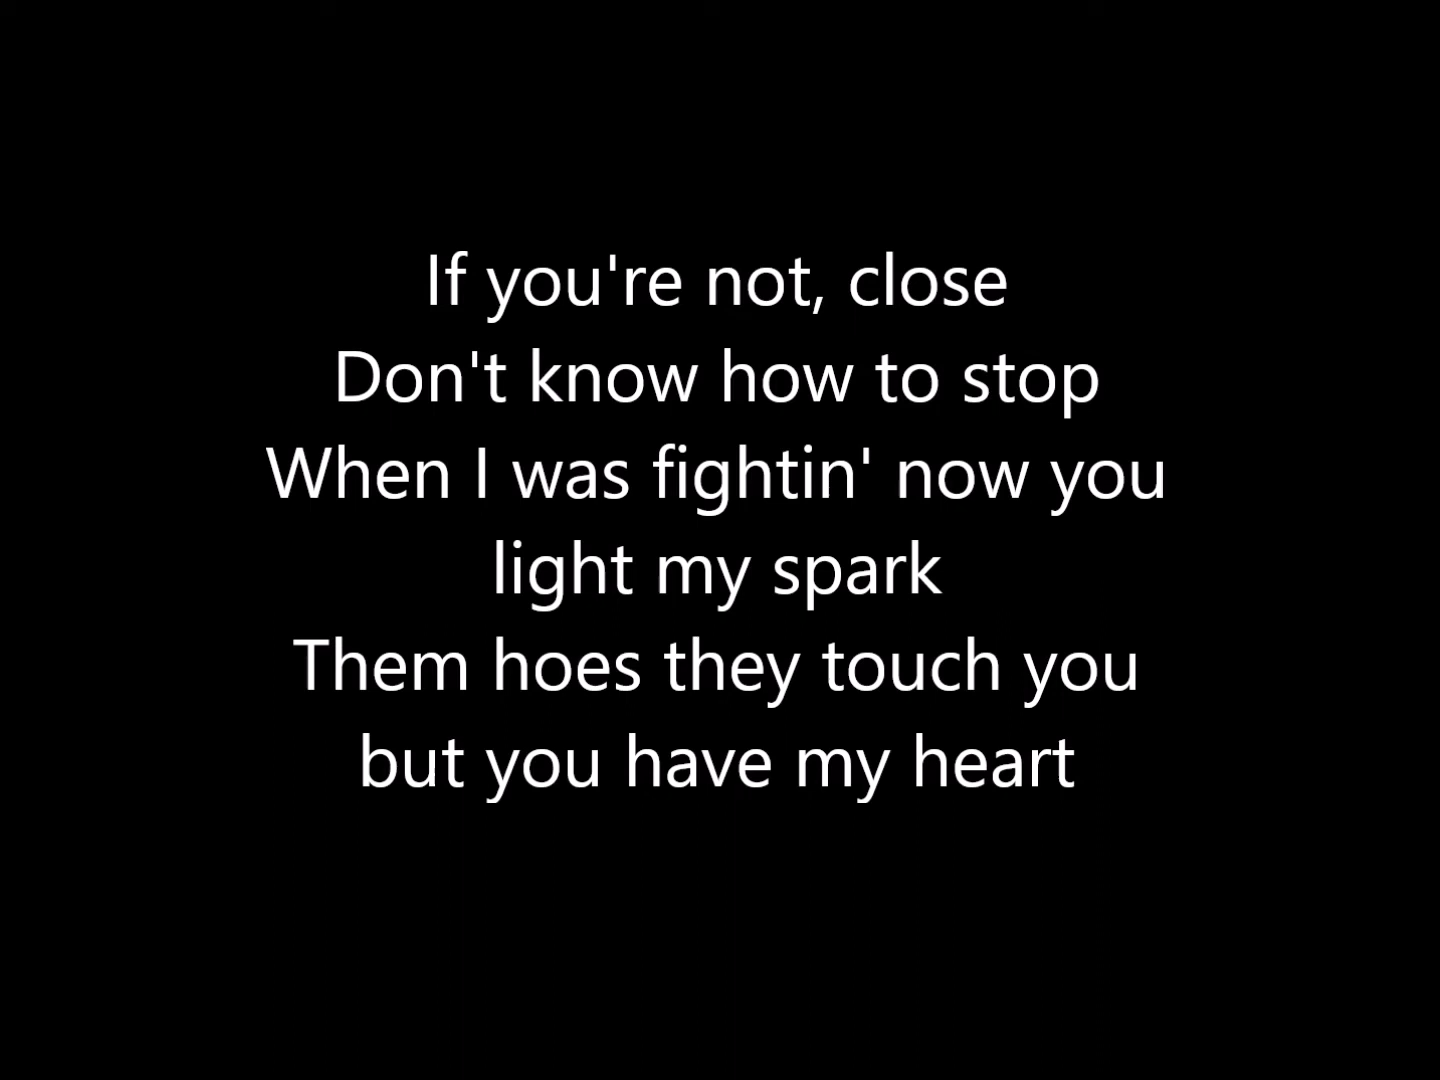 If you're not, close
Don't know how to stop
When I was fightin' now you
light my spark
Them hoes they touch you
but you have my heart